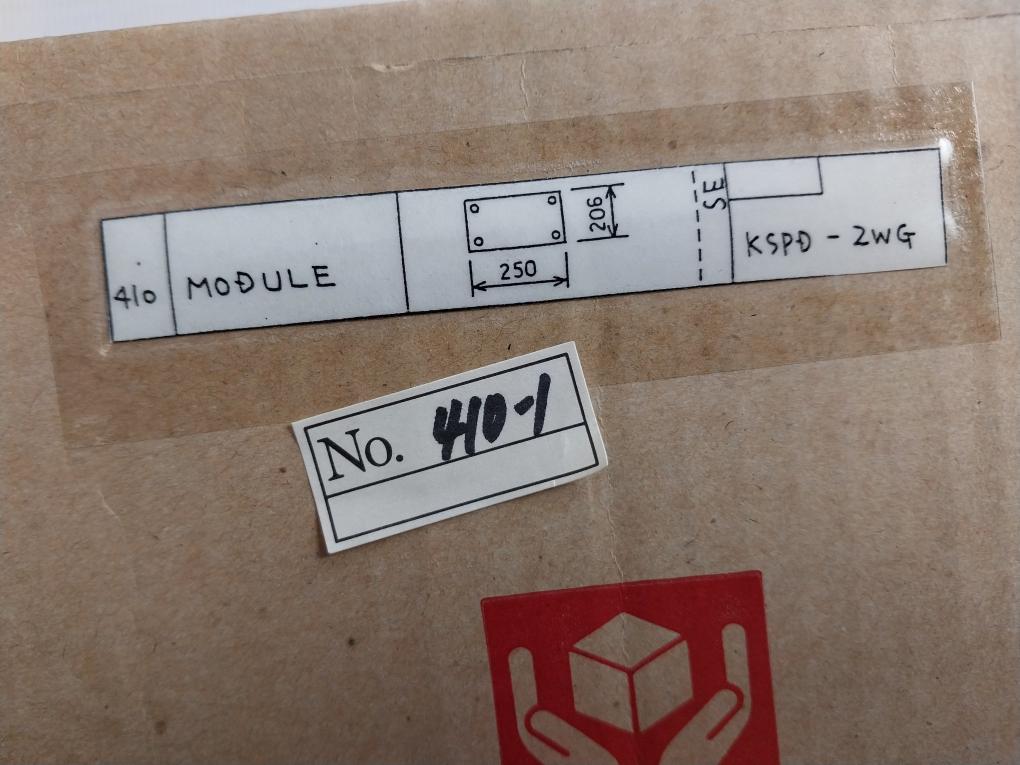 410
MODULE
250
206
SE
KSPD - 2WG
No. 410-1